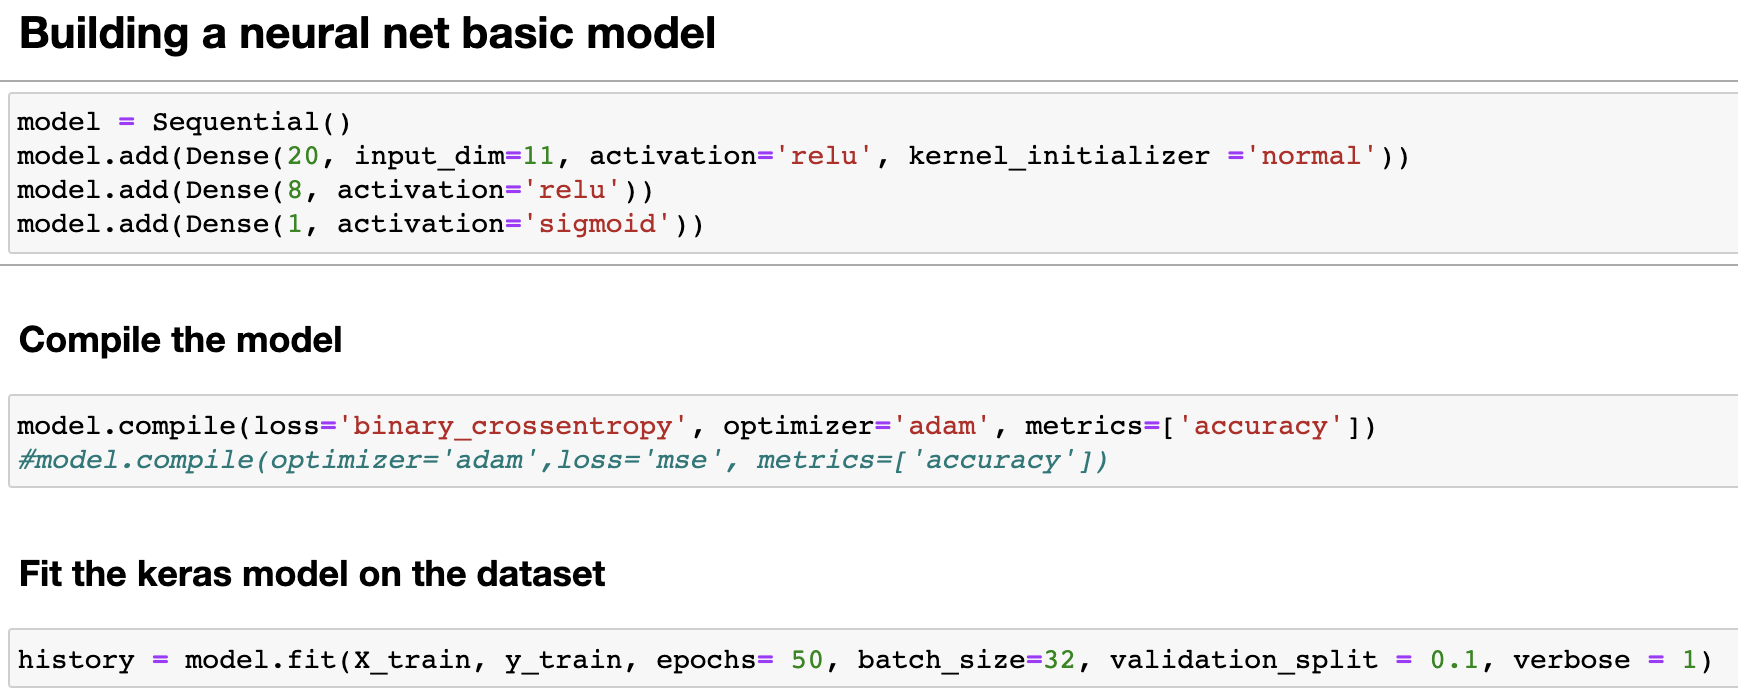 Building a neural net basic model
model = Sequential()
model.add(Dense(20, input_dim=11, activation='relu', kernel_initializer ='normal'))
model.add(Dense(8, activation='relu'))
model.add(Dense(1, activation='sigmoid'))
Compile the model
model.compile(loss='binary_crossentropy', optimizer='adam', metrics=['accuracy'])
#model.compile(optimizer='adam',loss='mse', metrics=['accuracy'])
Fit the keras model on the dataset
history = model.fit(X_train, y_train, epochs= 50, batch_size=32, validation_split = 0.1, verbose = 1)